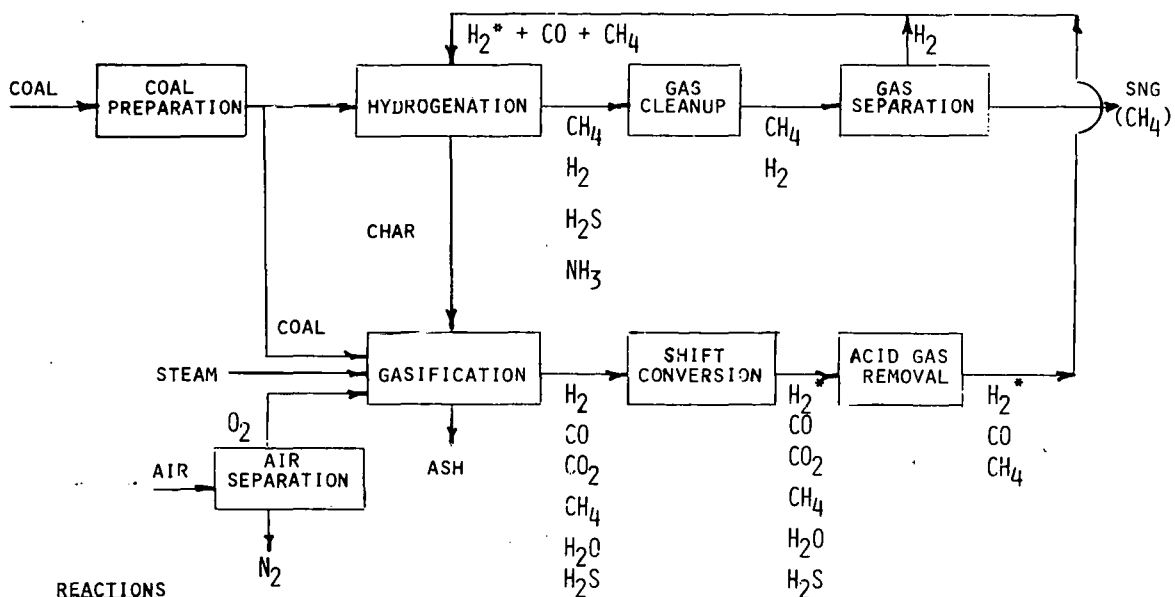 H2* + CO + CH4
H2
COAL
COAL
PREPARATION
HYDROGENATION
GAS
CLEANUP
GAS
SEPARATION
SNG
(CH4)
CH4
H2
H2S
NH3
CH4
H2
CHAR
COAL
STEAM
GASIFICATION
SHIFT
CONVERSION
ACID GAS
REMOVAL
O2
AIR
AIR
SEPARATION
N2
ASH
H2
CO
CO2
CH4
H2O
H2S
H2*
CO
CO2
CH4
H2O
H2S
H2*
CO
CH4
REACTIONS